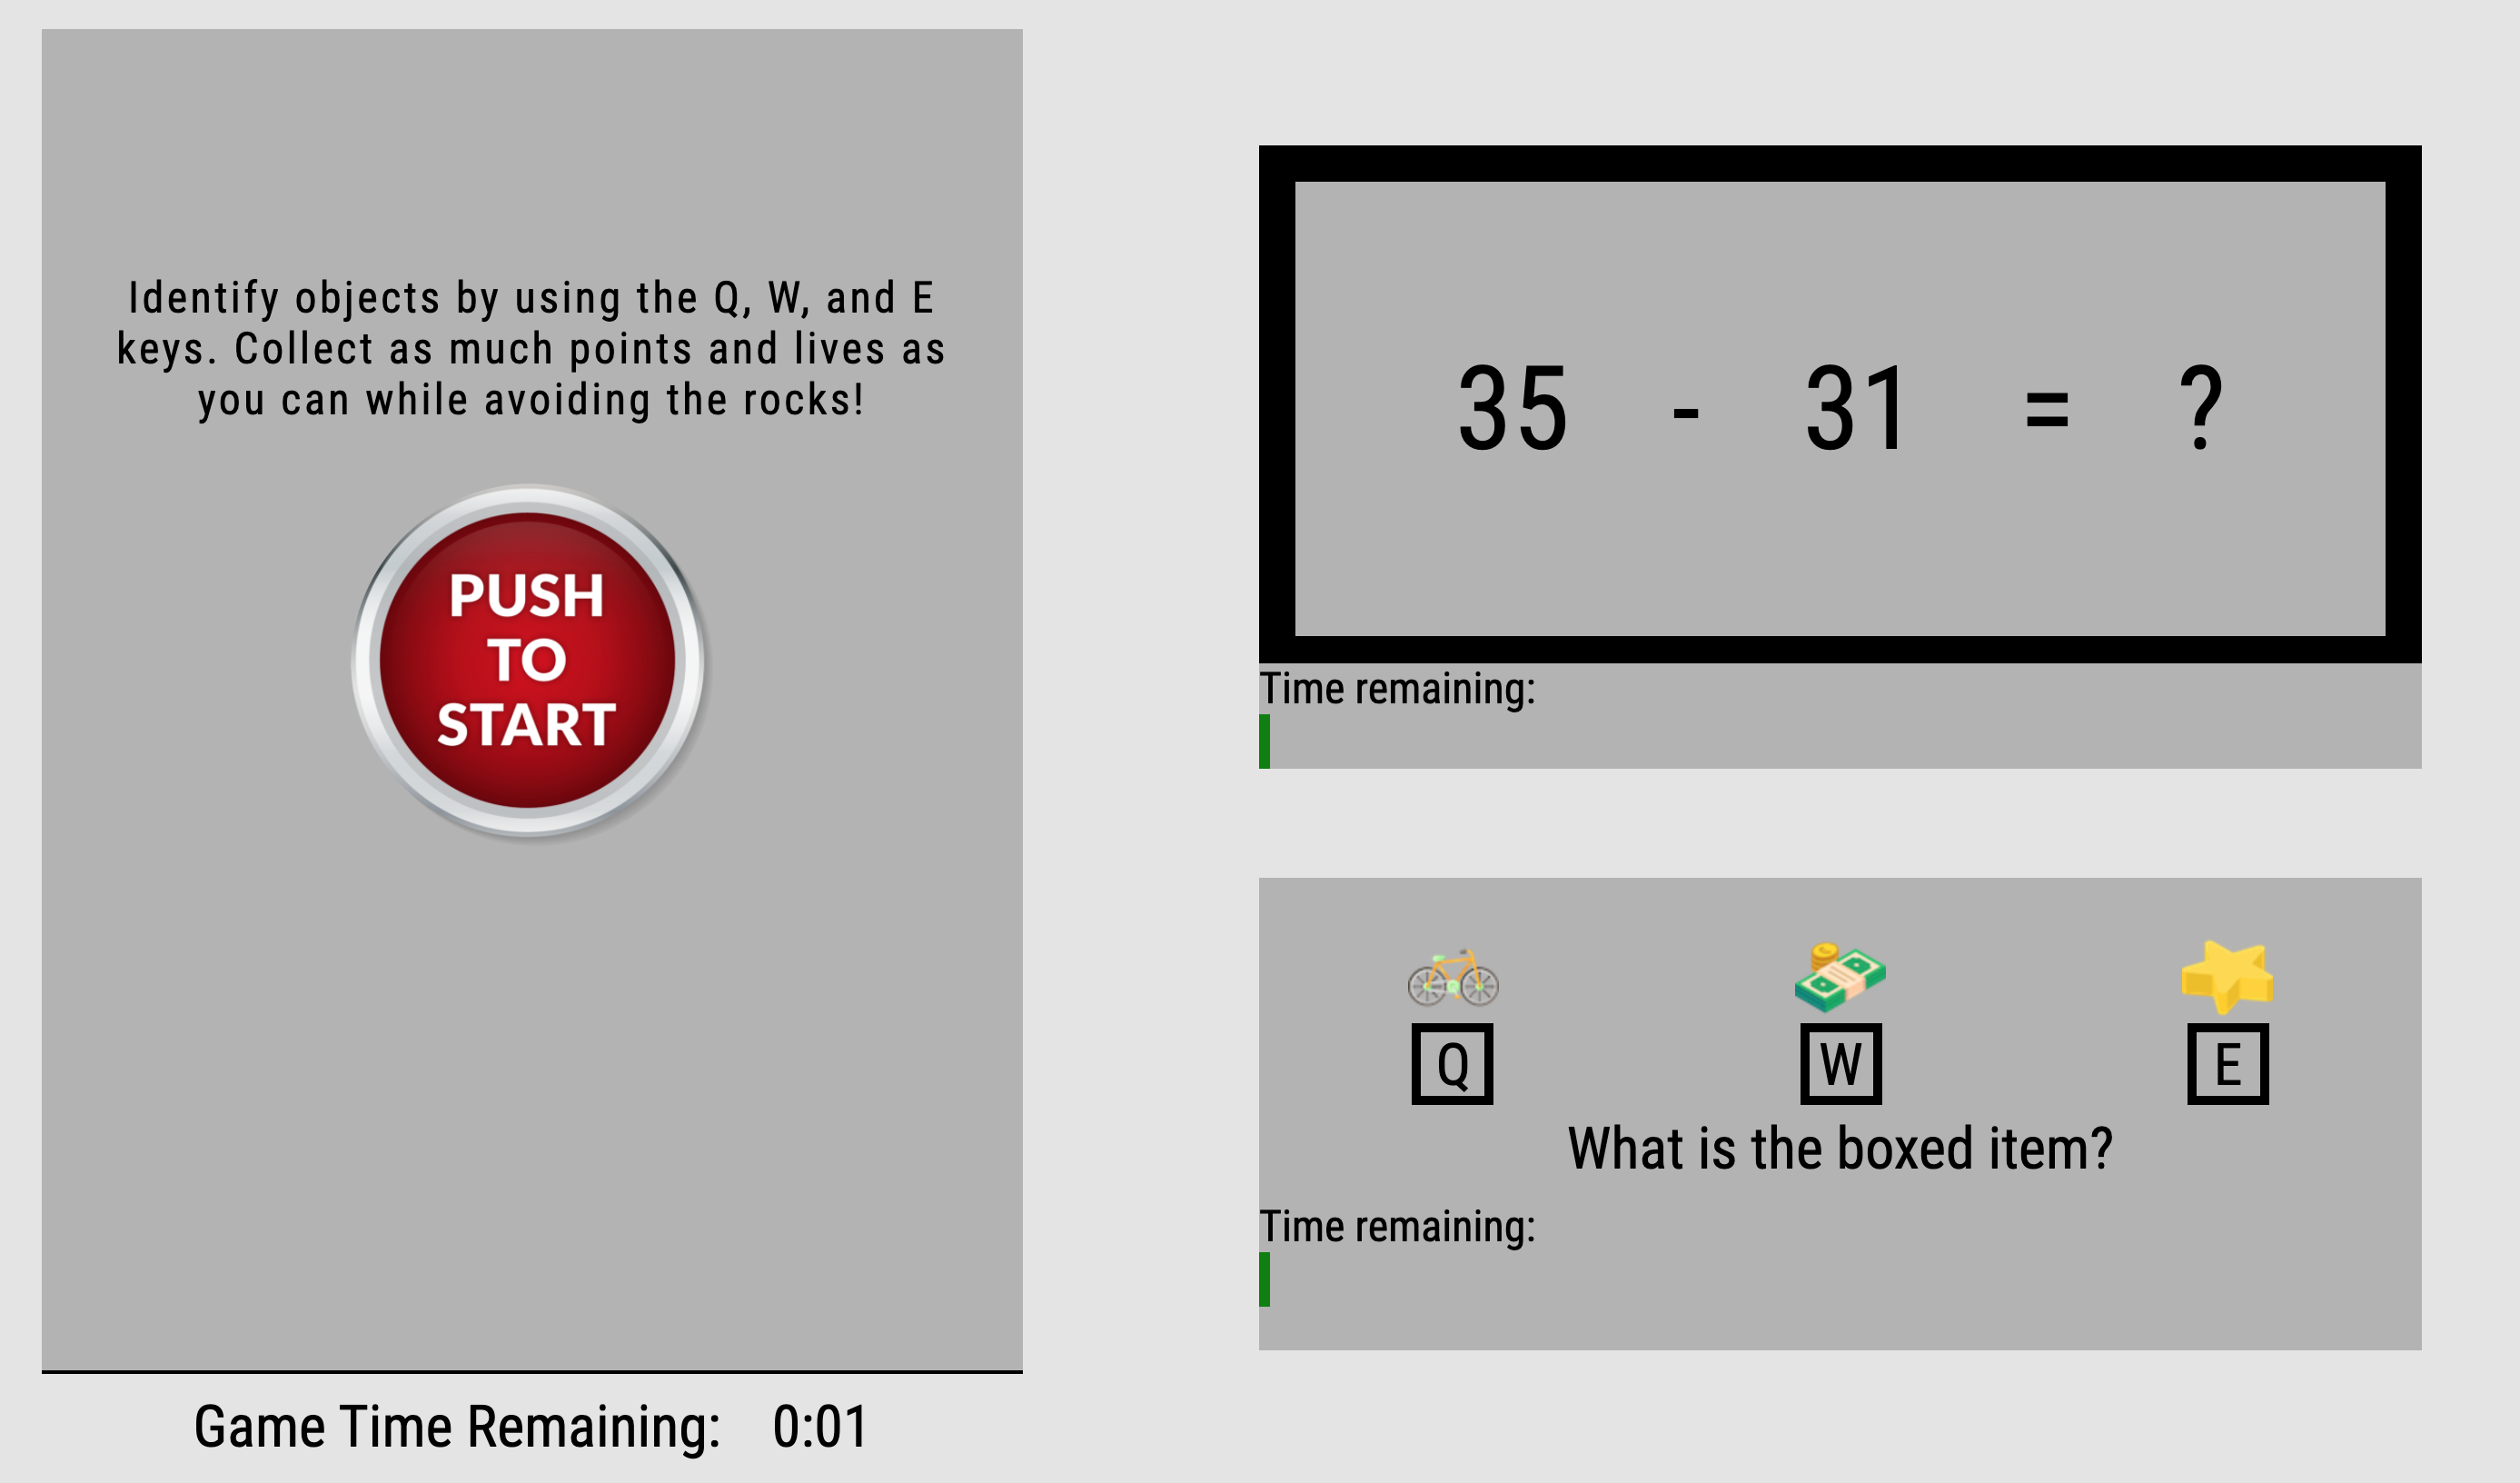 Identify objects by using the Q, W, and E
keys. Collect as much points and lives as
you can while avoiding the rocks!
PUSH
TO
START
Game Time Remaining: 0:01
35 - 31 = ?
Time remaining:
Q W E
What is the boxed item?
Time remaining: